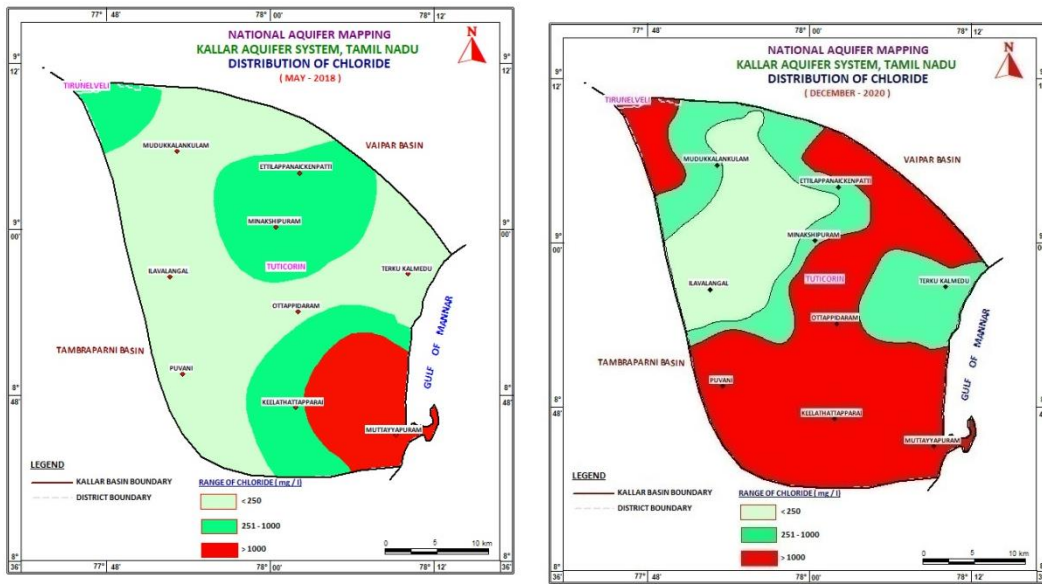 77° 48' 78° 00' 78° 12'
NATIONAL AQUIFER MAPPING
KALLAR AQUIFER SYSTEM, TAMIL NADU
DISTRIBUTION OF CHLORIDE
( MAY - 2018 )
N
9° 12'
TIRUNELVELI
MUDUKKALANKULAM
VAIPAR BASIN
ETTILAPPANAICKENPATTI
MINAKSHIPURAM
9° 00' 9° 00'
TUTICORIN
ILAVALANGAL
TERKU KALMEDU
OTTAPPIDARAM
GULF OF MANNAR
TAMBRAPARNI BASIN
PUVANI
8° 48' 8° 48'
KEELATHATTAPPARAI
MUTTAYYAPURAM
LEGEND
KALLAR BASIN BOUNDARY
DISTRICT BOUNDARY
RANGE OF CHLORIDE ( mg / l )
< 250
251 - 1000
> 1000
0 5 10 km
8° 36' 8° 36'
77° 48' 78° 00' 78° 12'
77° 48' 78° 00' 78° 12'
NATIONAL AQUIFER MAPPING
KALLAR AQUIFER SYSTEM, TAMIL NADU
DISTRIBUTION OF CHLORIDE
( DECEMBER - 2020 )
N
9° 12'
TIRUNELVELI
VAIPAR BASIN
MUDUKKALANKULAM
ETTILAPPANAICKENPATTI
MINAKSHIPURAM
9° 00'
TUTICORIN
TERKU KALMEDU
ILAVALANGAL
OTTAPPIDARAM
GULF OF MANNAR
TAMBRAPARNI BASIN
PUVANI
8° 48'
KEELATHATTAPPARAI
MUTTAYYAPURAM
LEGEND
KALLAR BASIN BOUNDARY
DISTRICT BOUNDARY
RANGE OF CHLORIDE ( mg / l )
< 250
251 - 1000
> 1000
0 5 10 km
8° 36'
77° 48' 78° 00' 78° 12'